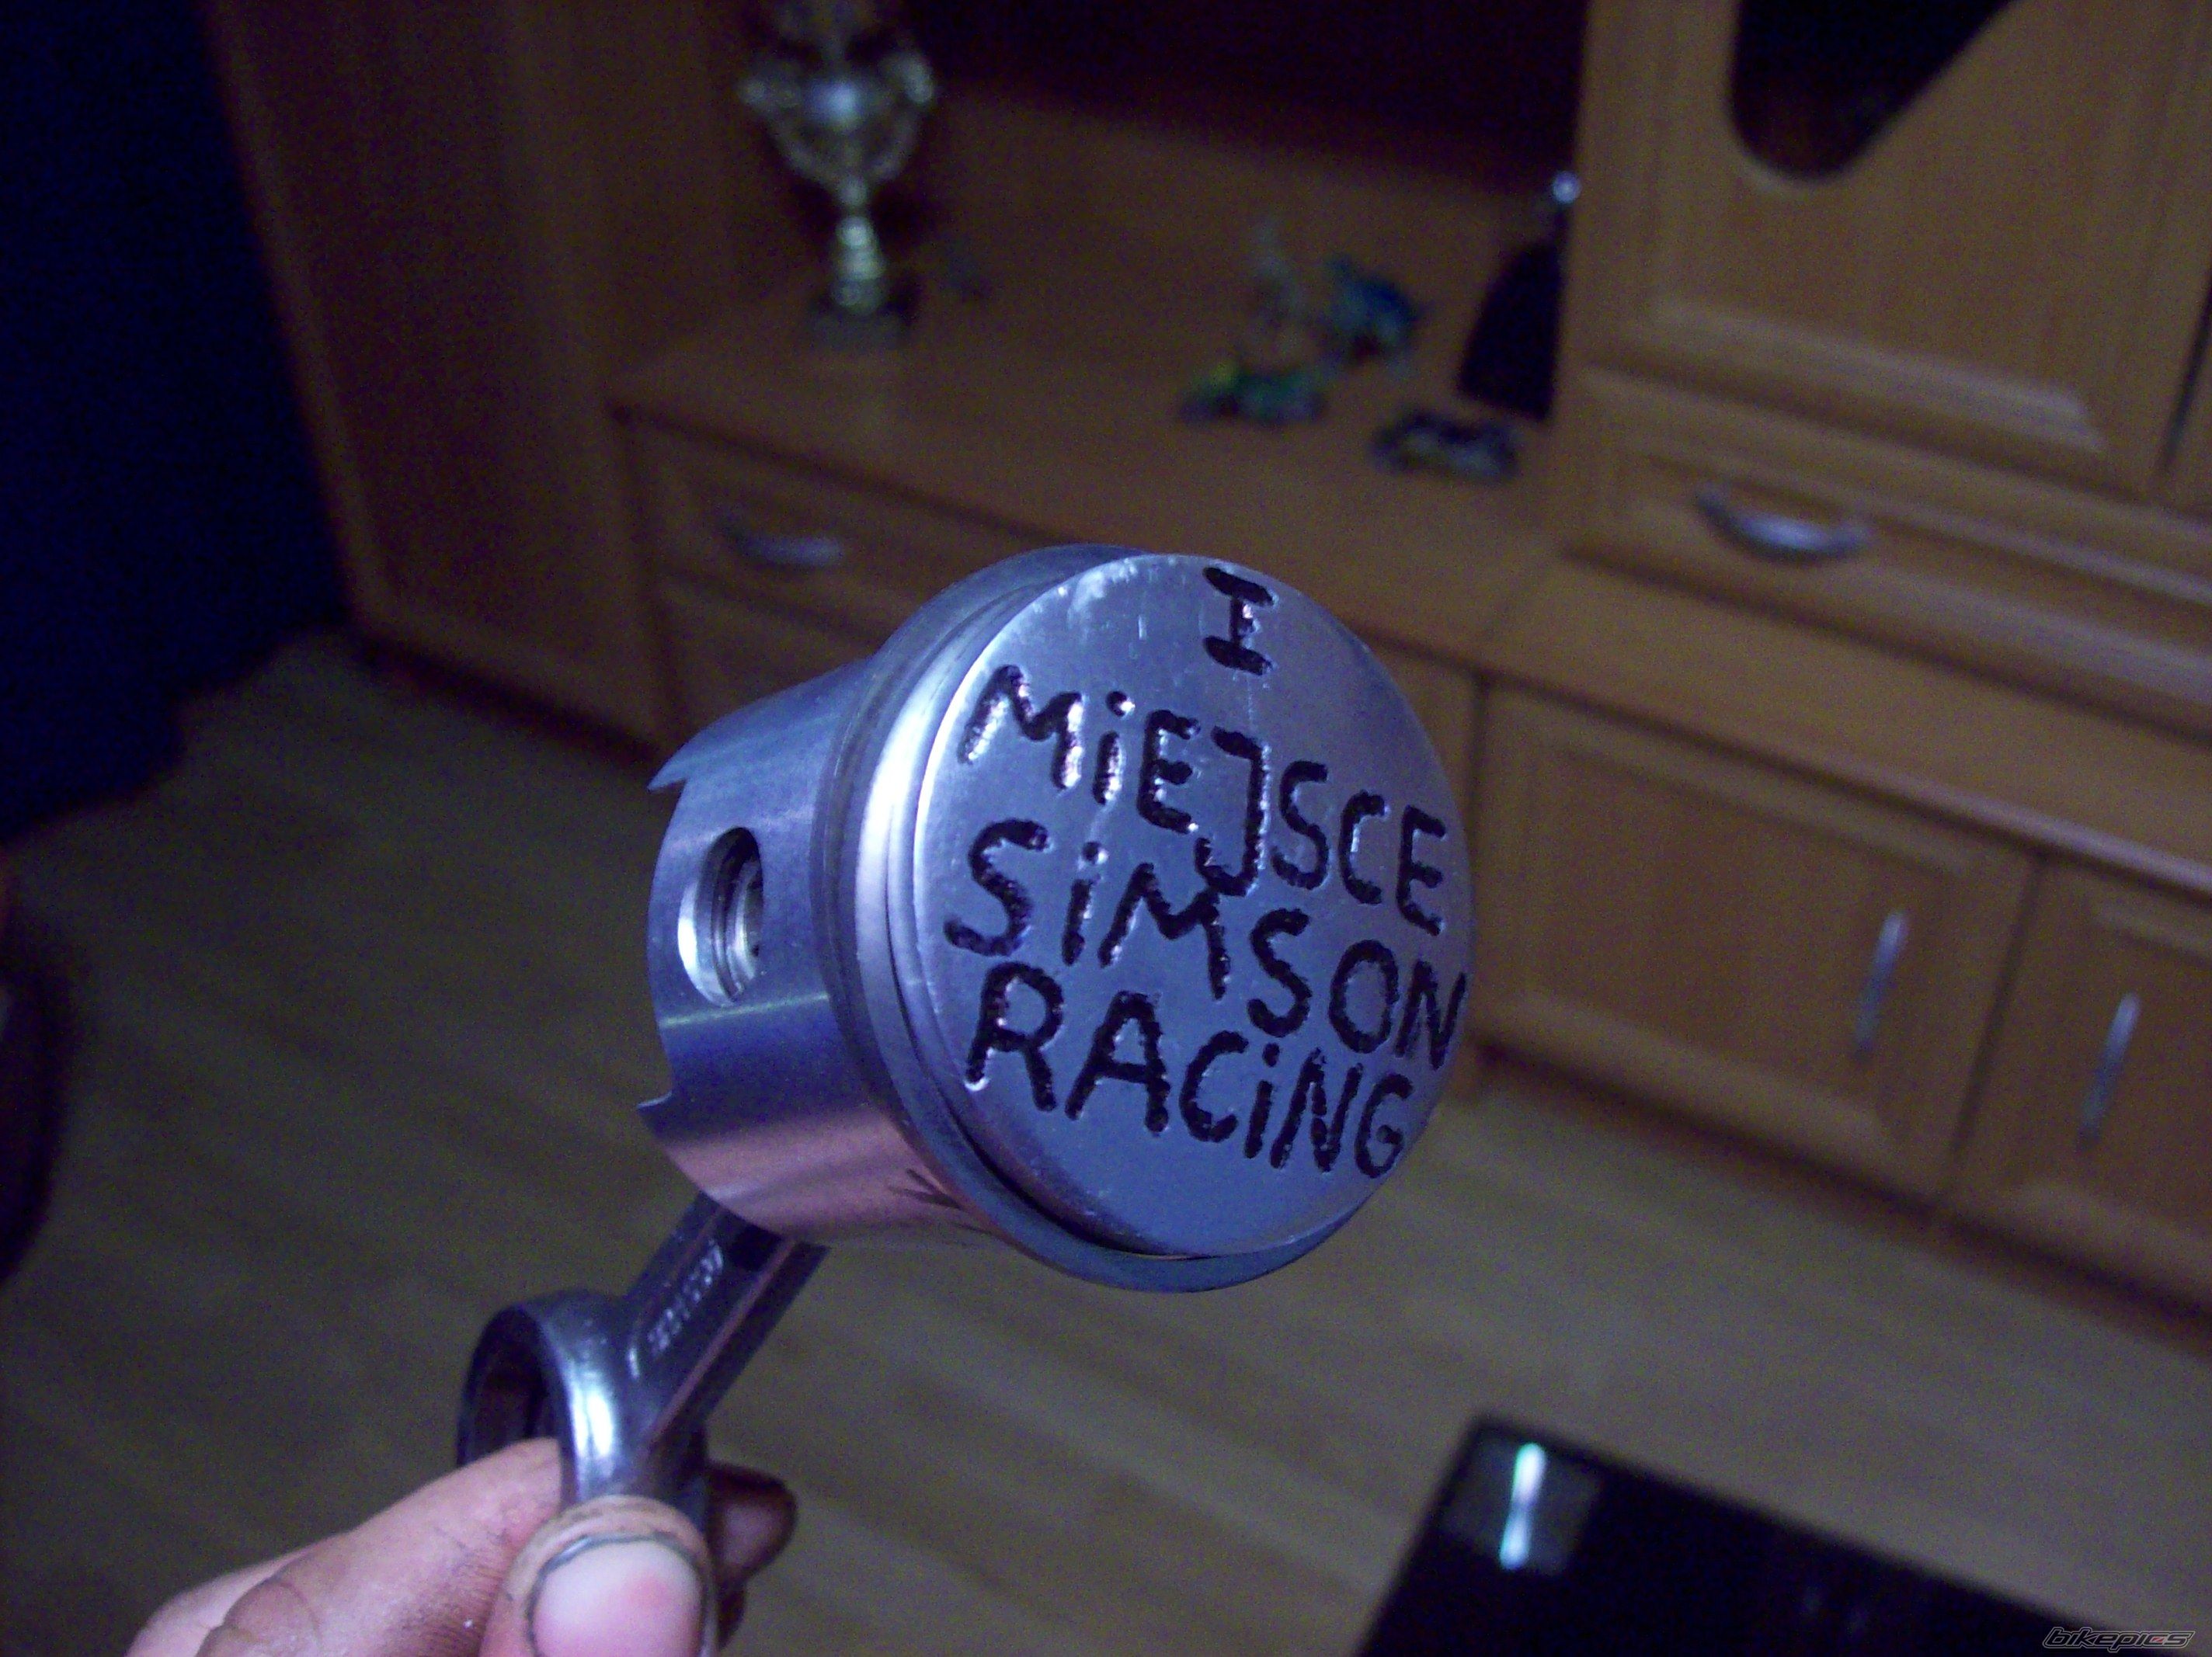 I
MiEJSCE
SiMSON
RACiNG
bikepics